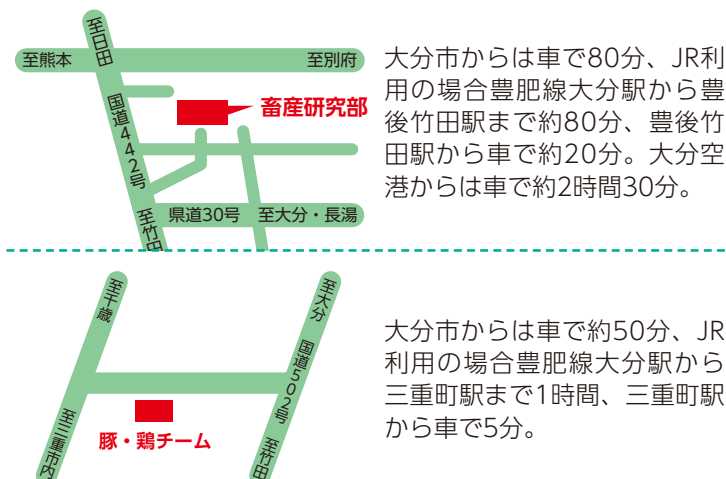 至日田
至熊本
至別府
国道442号
畜産研究部
至竹田
県道30号
至大分・長湯
大分市からは車で80分、JR利
用の場合豊肥線大分駅から豊
後竹田駅まで約80分、豊後竹
田駅から車で約20分。大分空
港からは車で約2時間30分。
至千歳
至大分
国道502号
至三重市内
豚・鶏チーム
至竹田
大分市からは車で約50分、JR
利用の場合豊肥線大分駅から
三重町駅まで1時間、三重町駅
から車で5分。